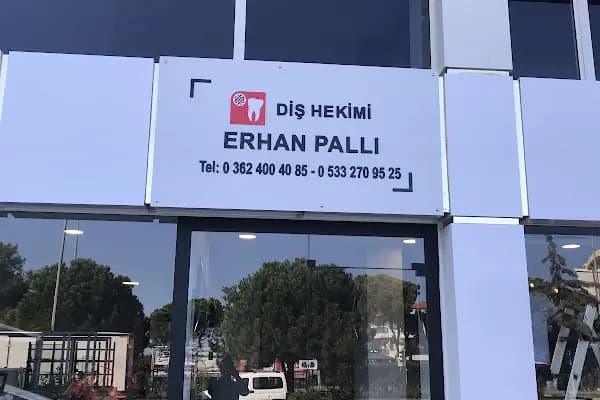 DİŞ HEKİMİ
ERHAN PALLI
Tel: 0 362 400 40 85 - 0 533 270 95 25